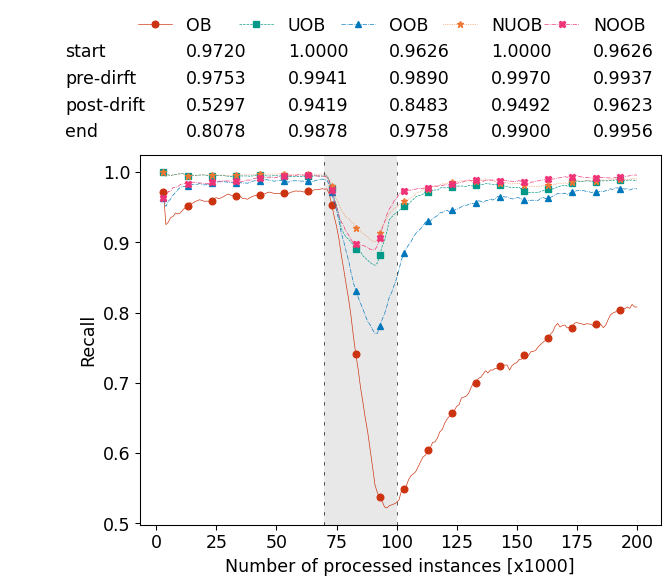 OB UOB OOB NUOB NOOB
start 0.9720 1.0000 0.9626 1.0000 0.9626
pre-dirft 0.9753 0.9941 0.9890 0.9970 0.9937
post-drift 0.5297 0.9419 0.8483 0.9492 0.9623
end 0.8078 0.9878 0.9758 0.9900 0.9956
1.0
0.9
0.8
0.7
0.6
0.5
Recall
0 25 50 75 100 125 150 175 200
Number of processed instances [x1000]